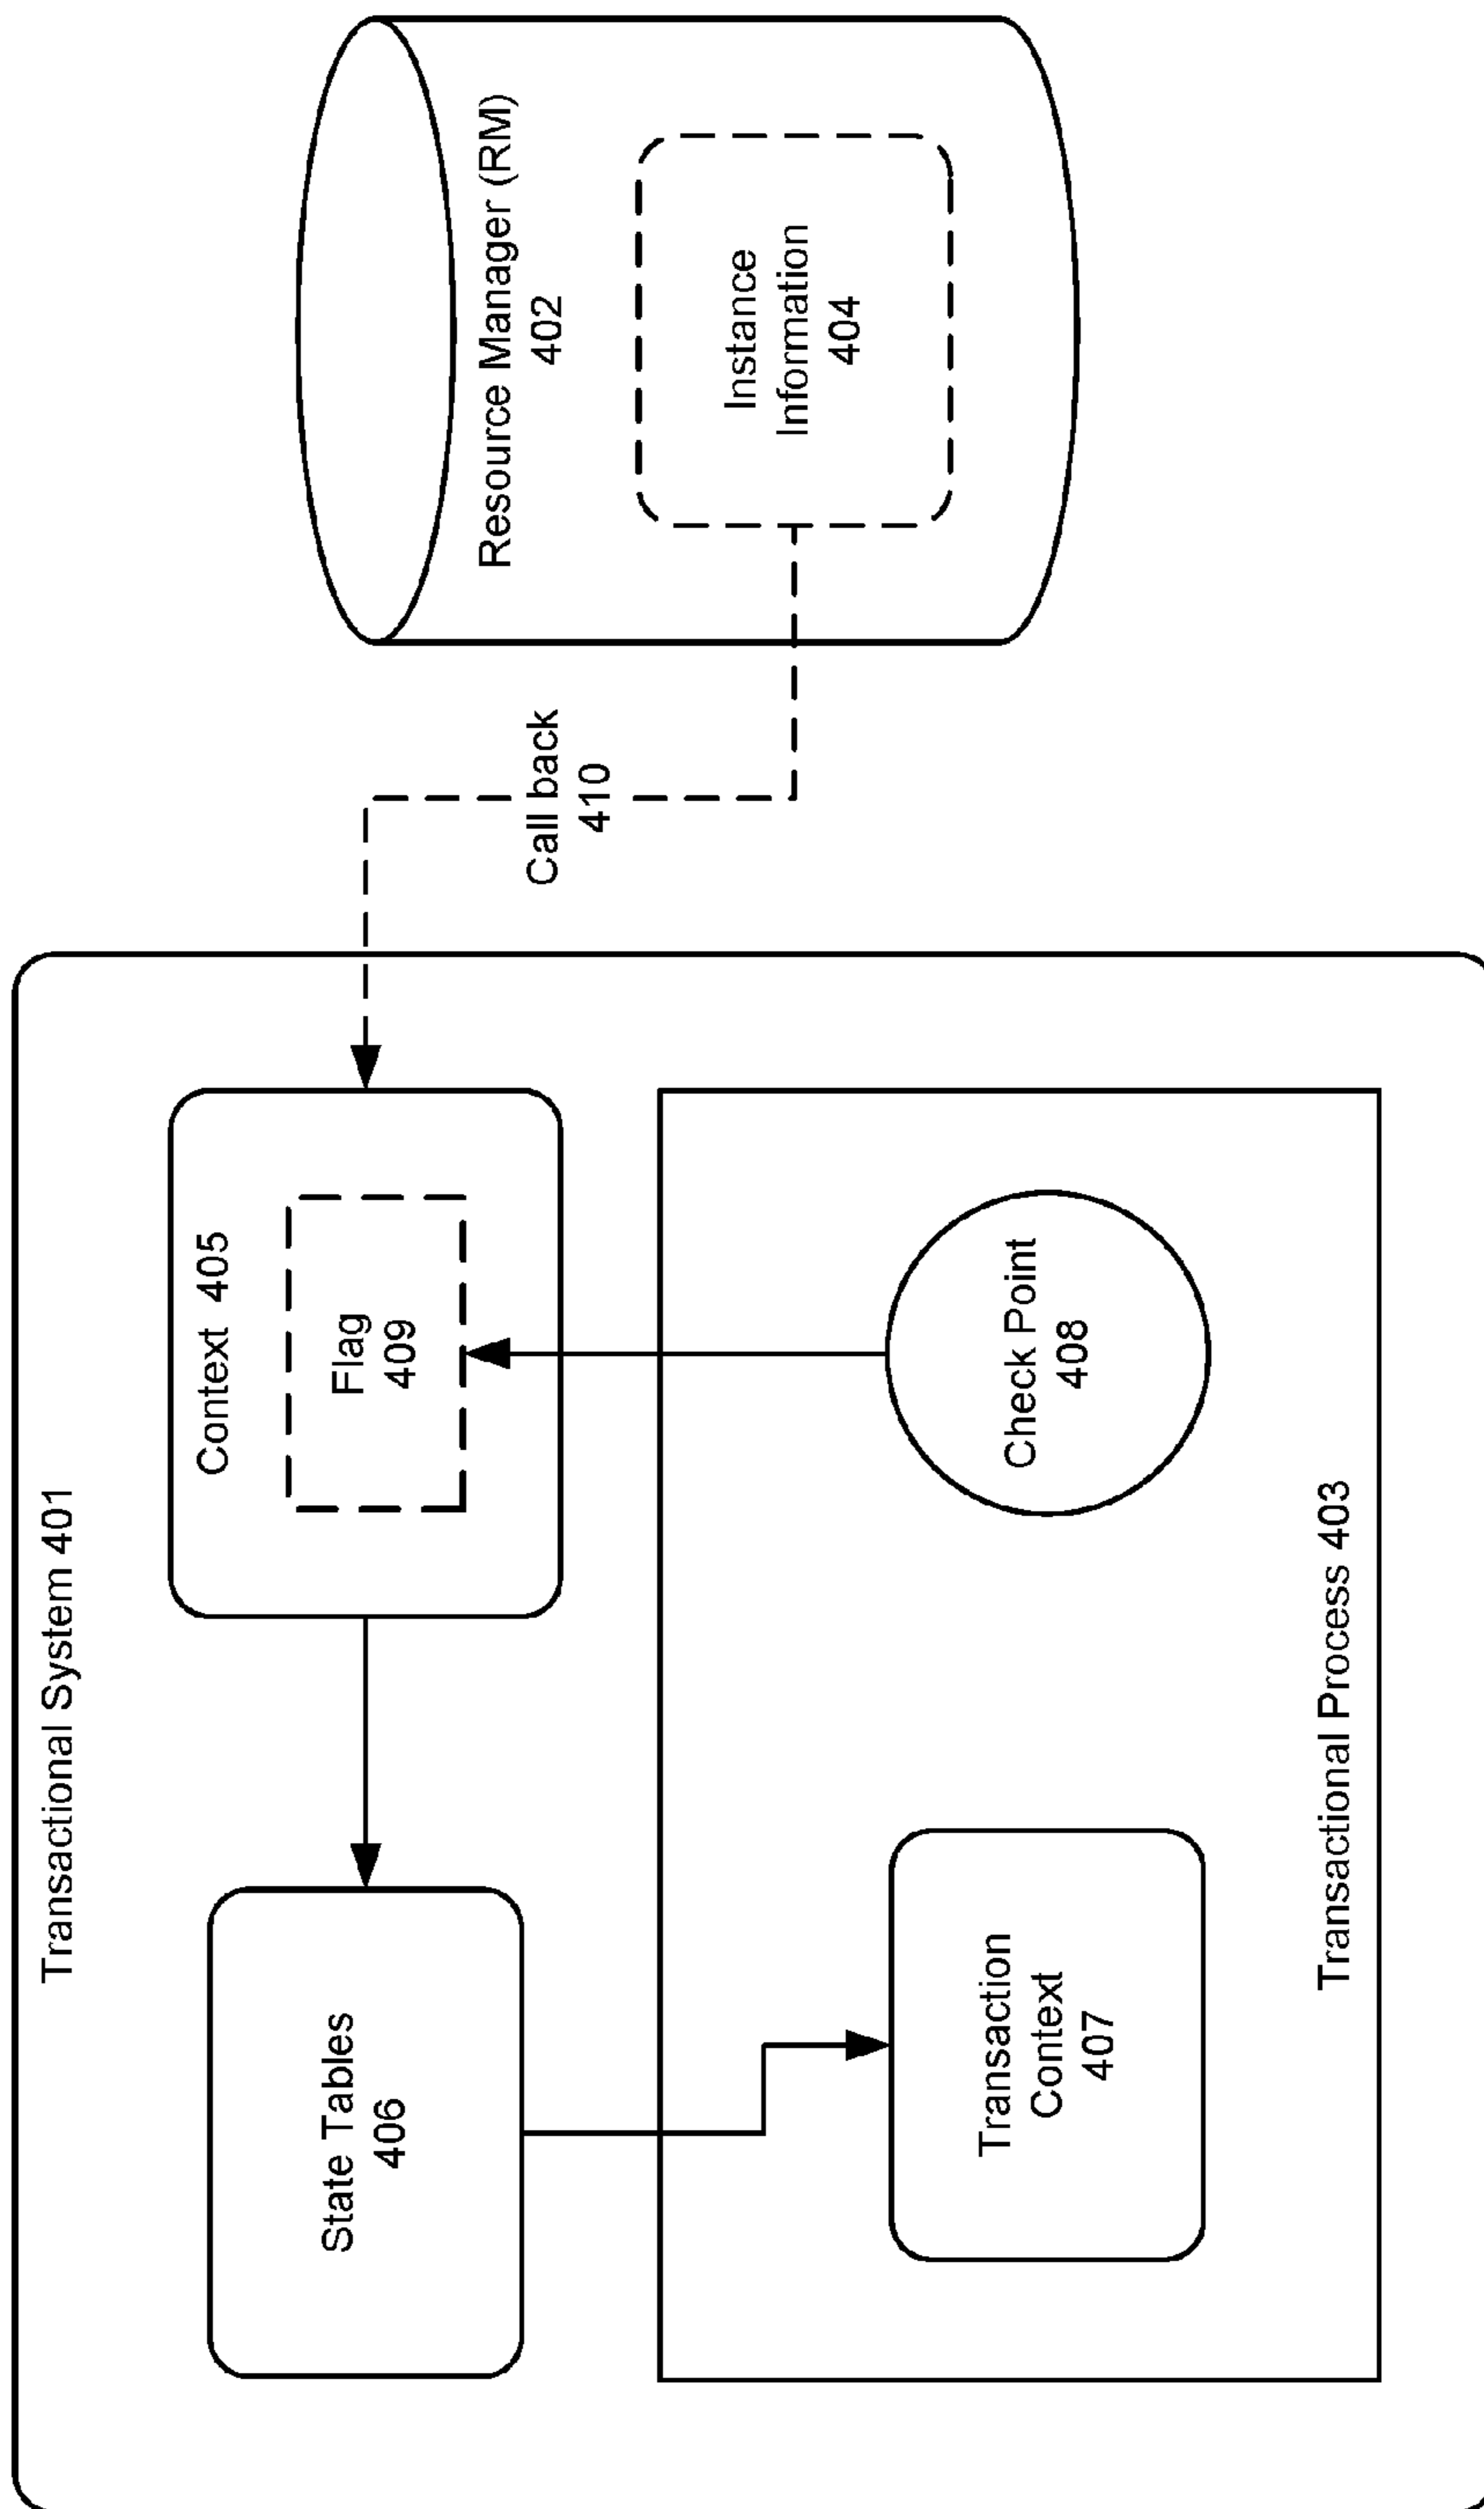 Transactional System 401
State Tables
406
Context 405
Flag
409
Call back
410
Resource Manager (RM)
402
Instance
Information
404
Transaction
Context
407
Check Point
408
Transactional Process 403